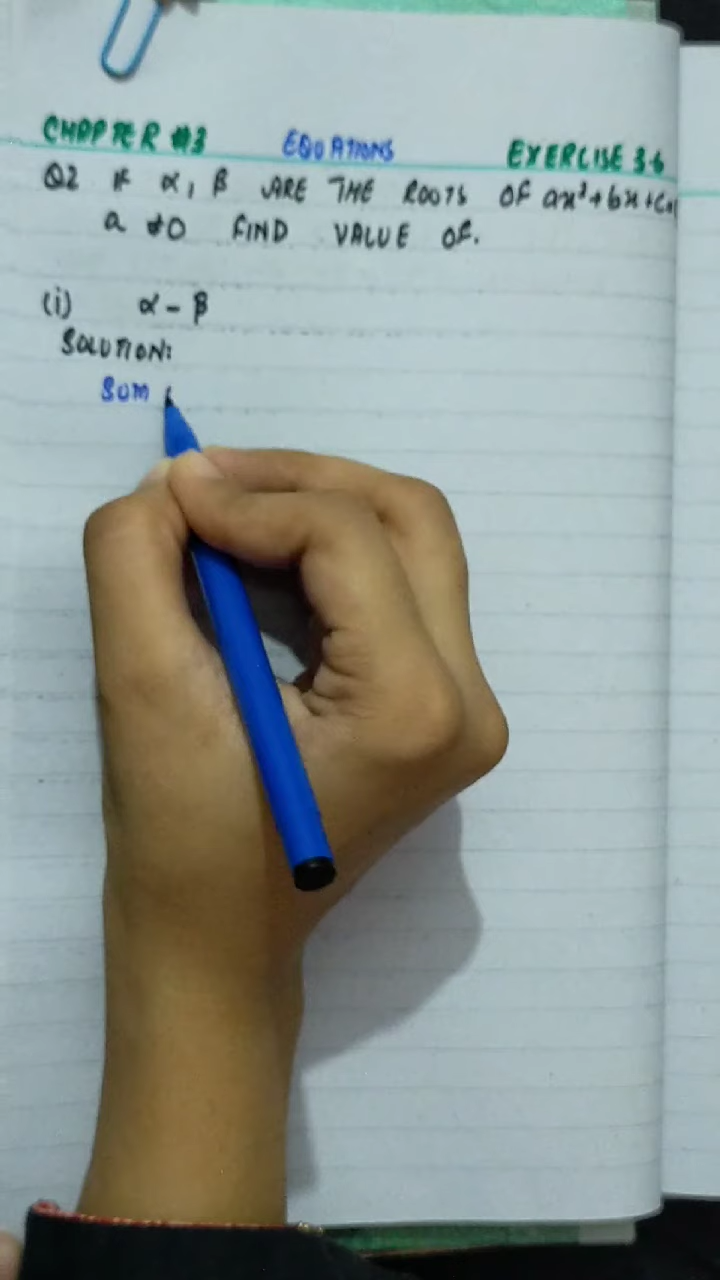 CHAPTER #3 EQUATIONS EXERCISE 3.6
Q2 IF α, β ARE THE ROOTS OF ax²+bx+c
a ≠0 FIND VALUE OF.
(i) α - β
SOLUTION:
SUM